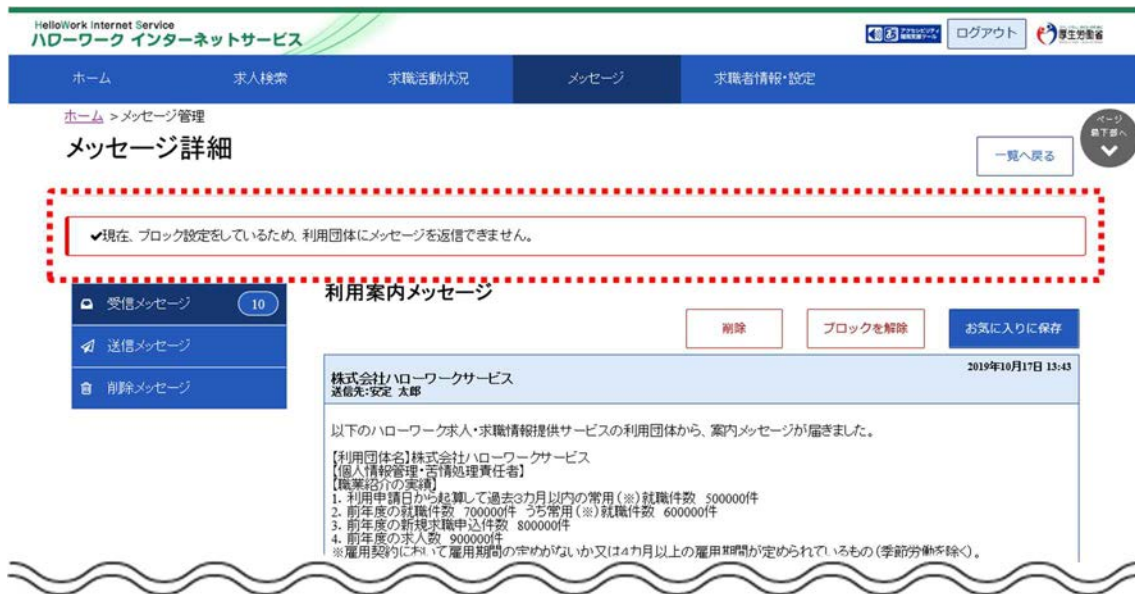 HelloWork Internet Service
ハローワーク インターネットサービス
ログアウト
厚生労働省
ホーム
求人検索
求職活動状況
メッセージ
求職者情報・設定
ホーム > メッセージ管理
ページ
最下部へ
メッセージ詳細
一覧へ戻る
✔現在、ブロック設定をしているため、利用団体にメッセージを返信できません。
受信メッセージ 10
送信メッセージ
削除メッセージ
利用案内メッセージ
削除
ブロックを解除
お気に入りに保存
株式会社ハローワークサービス
2019年10月17日 13:43
送信先:安定 太郎
以下のハローワーク求人・求職情報提供サービスの利用団体から、案内メッセージが届きました。
【利用団体名】株式会社ハローワークサービス
【個人情報管理・苦情処理責任者】
【職業紹介の実績】
1. 利用申請日から起算して過去3カ月以内の常用(※)就職件数 500000件
2. 前年度の就職件数 700000件 うち常用(※)就職件数 600000件
3. 前年度の新規求職申込件数 800000件
4. 前年度の求人数 900000件
※雇用契約において雇用期間の定めがないか又は4カ月以上の雇用期間が定められているもの(季節労働を除く)。